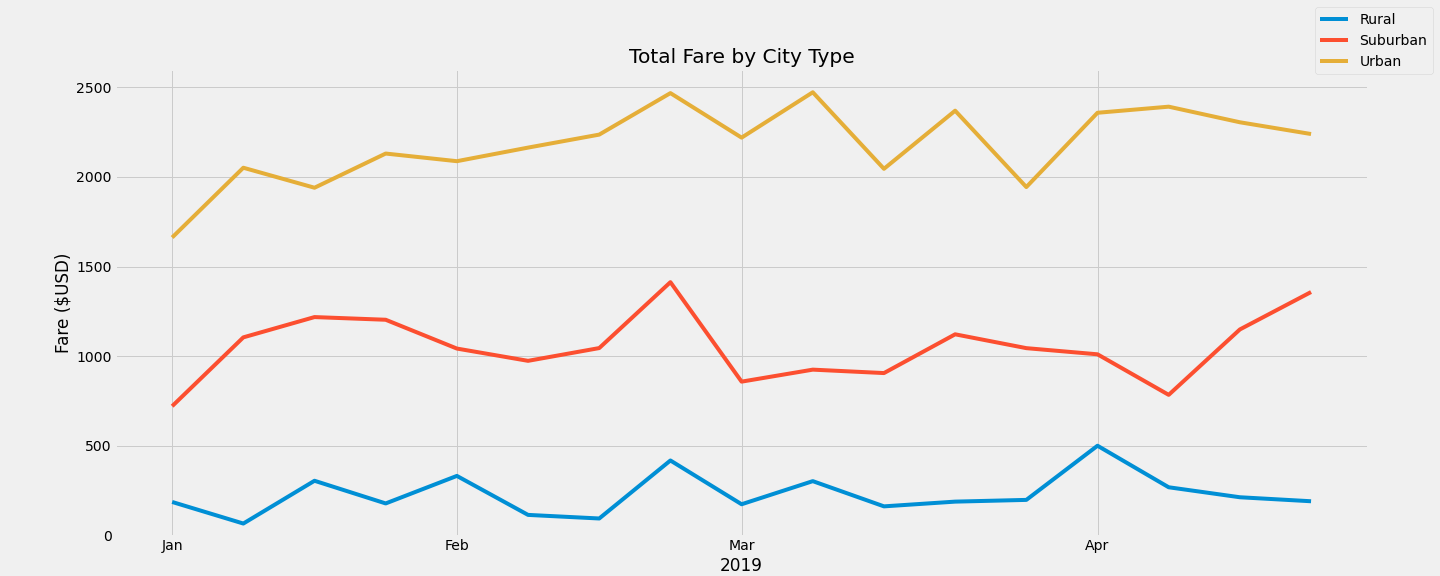 Rural
Suburban
Urban
Total Fare by City Type
Fare ($USD)
2500
2000
1500
1000
500
0
Jan Feb Mar Apr
2019